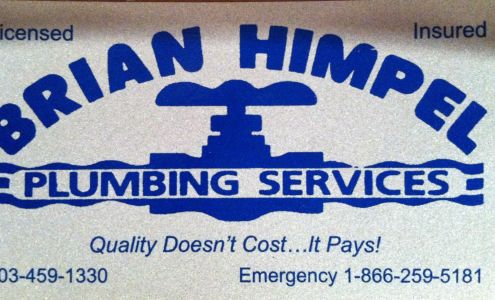 icensed Insured
BRIAN HIMPEL
PLUMBING SERVICES
Quality Doesn't Cost...It Pays!
03-459-1330 Emergency 1-866-259-5181